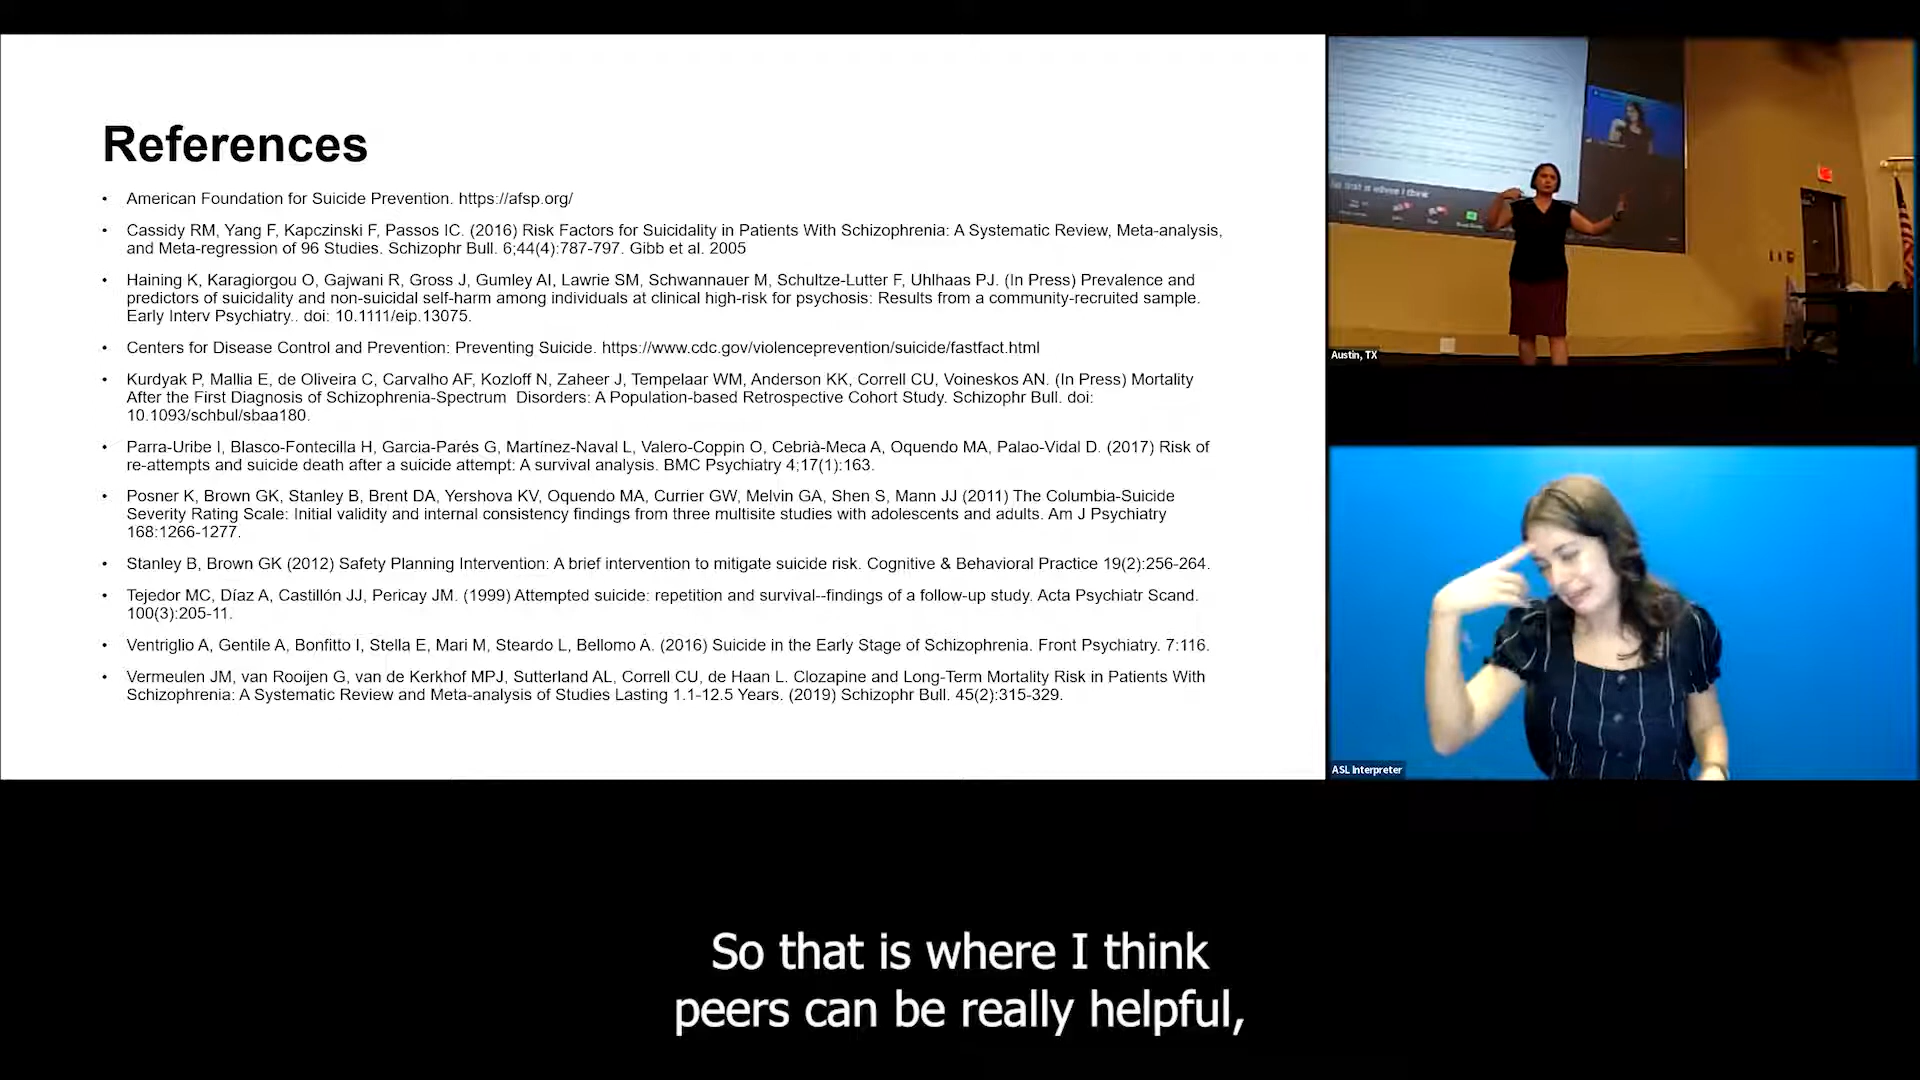 References
• American Foundation for Suicide Prevention. https://afsp.org/
• Cassidy RM, Yang F, Kapczinski F, Passos IC. (2016) Risk Factors for Suicidality in Patients With Schizophrenia: A Systematic Review, Meta-analysis,
and Meta-regression of 96 Studies. Schizophr Bull. 6;44(4):787-797. Gibb et al. 2005
• Haining K, Karagiorgou O, Gajwani R, Gross J, Gumley AI, Lawrie SM, Schwannauer M, Schultze-Lutter F, Uhlhaas PJ. (In Press) Prevalence and
predictors of suicidality and non-suicidal self-harm among individuals at clinical high-risk for psychosis: Results from a community-recruited sample.
Early Interv Psychiatry.. doi: 10.1111/eip.13075.
• Centers for Disease Control and Prevention: Preventing Suicide. https://www.cdc.gov/violenceprevention/suicide/fastfact.html
• Kurdyak P, Mallia E, de Oliveira C, Carvalho AF, Kozloff N, Zaheer J, Tempelaar WM, Anderson KK, Correll CU, Voineskos AN. (In Press) Mortality
After the First Diagnosis of Schizophrenia-Spectrum Disorders: A Population-based Retrospective Cohort Study. Schizophr Bull. doi:
10.1093/schbul/sbaa180.
• Parra-Uribe I, Blasco-Fontecilla H, Garcia-Parés G, Martínez-Naval L, Valero-Coppin O, Cebrià-Meca A, Oquendo MA, Palao-Vidal D. (2017) Risk of
re-attempts and suicide death after a suicide attempt: A survival analysis. BMC Psychiatry 4;17(1):163.
• Posner K, Brown GK, Stanley B, Brent DA, Yershova KV, Oquendo MA, Currier GW, Melvin GA, Shen S, Mann JJ (2011) The Columbia-Suicide
Severity Rating Scale: Initial validity and internal consistency findings from three multisite studies with adolescents and adults. Am J Psychiatry
168:1266-1277.
• Stanley B, Brown GK (2012) Safety Planning Intervention: A brief intervention to mitigate suicide risk. Cognitive & Behavioral Practice 19(2):256-264.
• Tejedor MC, Díaz A, Castillón JJ, Pericay JM. (1999) Attempted suicide: repetition and survival--findings of a follow-up study. Acta Psychiatr Scand.
100(3):205-11.
• Ventriglio A, Gentile A, Bonfitto I, Stella E, Mari M, Steardo L, Bellomo A. (2016) Suicide in the Early Stage of Schizophrenia. Front Psychiatry. 7:116.
• Vermeulen JM, van Rooijen G, van de Kerkhof MPJ, Sutterland AL, Correll CU, de Haan L. Clozapine and Long-Term Mortality Risk in Patients With
Schizophrenia: A Systematic Review and Meta-analysis of Studies Lasting 1.1-12.5 Years. (2019) Schizophr Bull. 45(2):315-329.
So that is where I think
Austin, TX
ASL Interpreter
So that is where I think
peers can be really helpful,